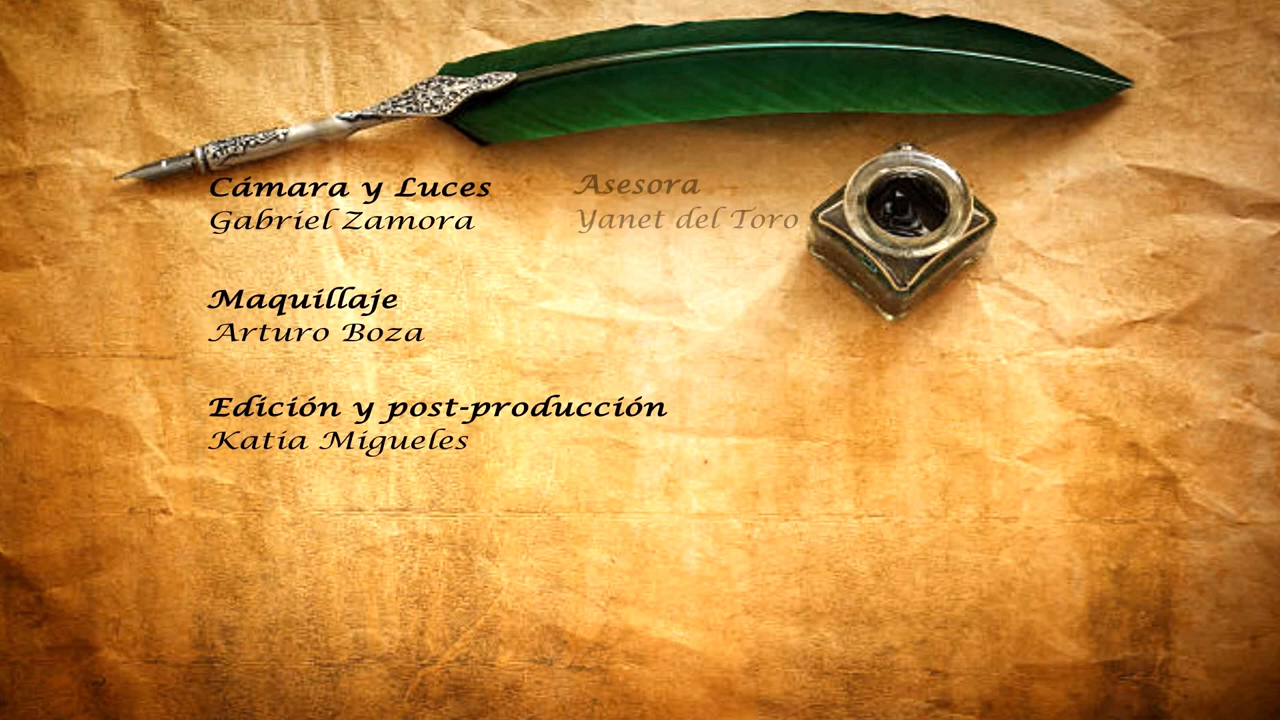 Cámara y Luces
Gabriel Zamora
Maquillaje
Arturo Boza
Edición y post-producción
Katia Migueles
Asesora
Yanet del Toro